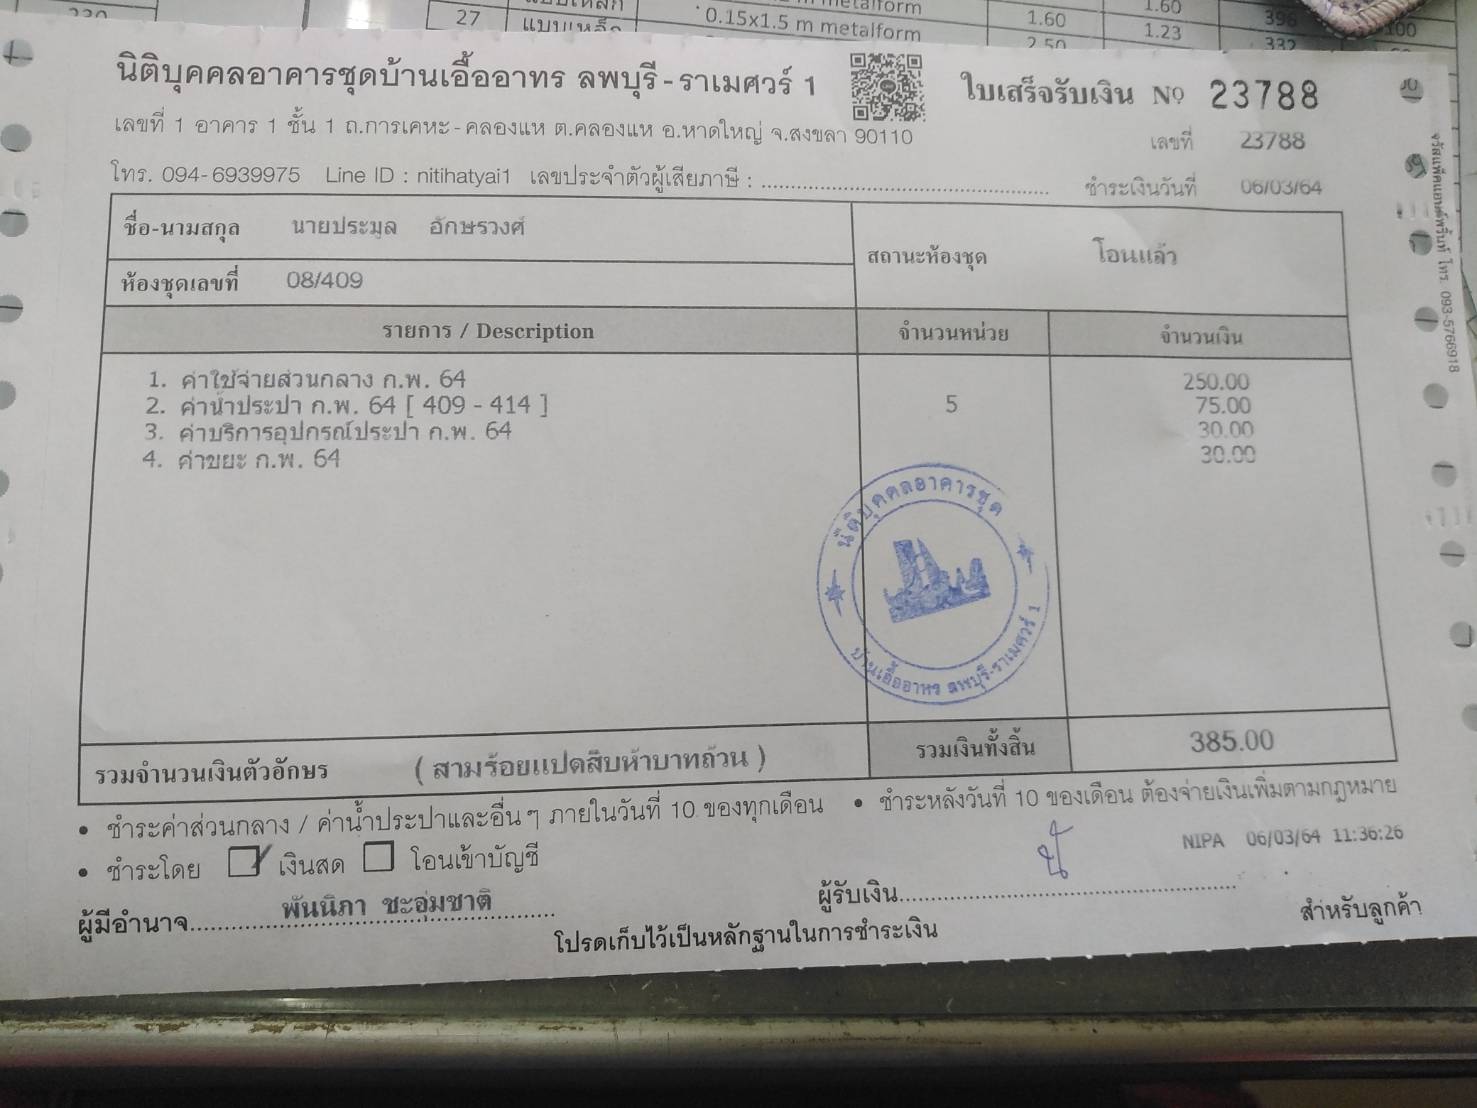 27
0.15x1.5 m metalform
1.60
1.60
1.23
นิติบุคคลอาคารชุดบ้านเอื้ออาทร ลพบุรี-ราเมศวร์ 1
ใบเสร็จรับเงิน Nº 23788
เลขที่ 1 อาคาร 1 ชั้น 1 ถ.การเคหะ-คลองแห ต.คลองแห อ.หาดใหญ่ จ.สงขลา 90110
เลขที่ 23788
โทร. 094-6939975 Line ID : nitihatyai1 เลขประจำตัวผู้เสียภาษี :
ชำระเงินวันที่ 06/03/64
ชื่อ-นามสกุล นายประมูล อักษรวงศ์
สถานะห้องชุด โอนแล้ว
ห้องชุดเลขที่ 08/409
รายการ / Description จำนวนหน่วย จำนวนเงิน
1. ค่าใช้จ่ายส่วนกลาง ก.พ. 64 250.00
2. ค่าน้ำประปา ก.พ. 64 [ 409 - 414 ] 5 75.00
3. ค่าบริการอุปกรณ์ประปา ก.พ. 64 30.00
4. ค่าขยะ ก.พ. 64 30.00
นิติบุคคลอาคารชุด
บ้านเอื้ออาทร ลพบุรี-ราเมศวร์ 1
รวมจำนวนเงินตัวอักษร ( สามร้อยแปดสิบห้าบาทถ้วน ) รวมเงินทั้งสิ้น 385.00
• ชำระค่าส่วนกลาง / ค่าน้ำประปาและอื่นๆ ภายในวันที่ 10 ของทุกเดือน • ชำระหลังวันที่ 10 ของเดือน ต้องจ่ายเงินเพิ่มตามกฎหมาย
• ชำระโดย เงินสด โอนเข้าบัญชี
NIPA 06/03/64 11:36:26
ผู้มีอำนาจ พันนิภา ชะอุ่มชาติ
ผู้รับเงิน
สำหรับลูกค้า
โปรดเก็บไว้เป็นหลักฐานในการชำระเงิน
โทร. 093-5766918